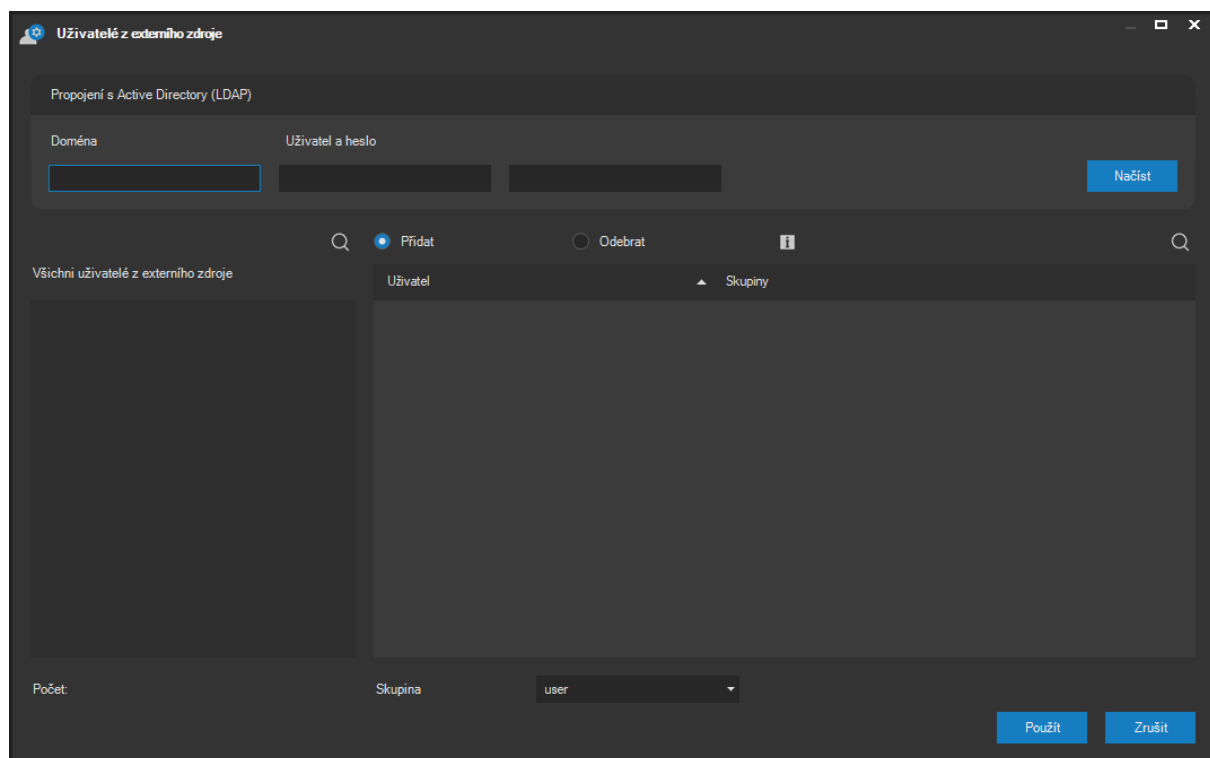 Uživatelé z externího zdroje
Propojení s Active Directory (LDAP)
Doména
Uživatel a heslo
Načíst
Přidat
Odebrat
Všichni uživatelé z externího zdroje
Uživatel
Skupiny
Počet:
Skupina
user
Použít
Zrušit